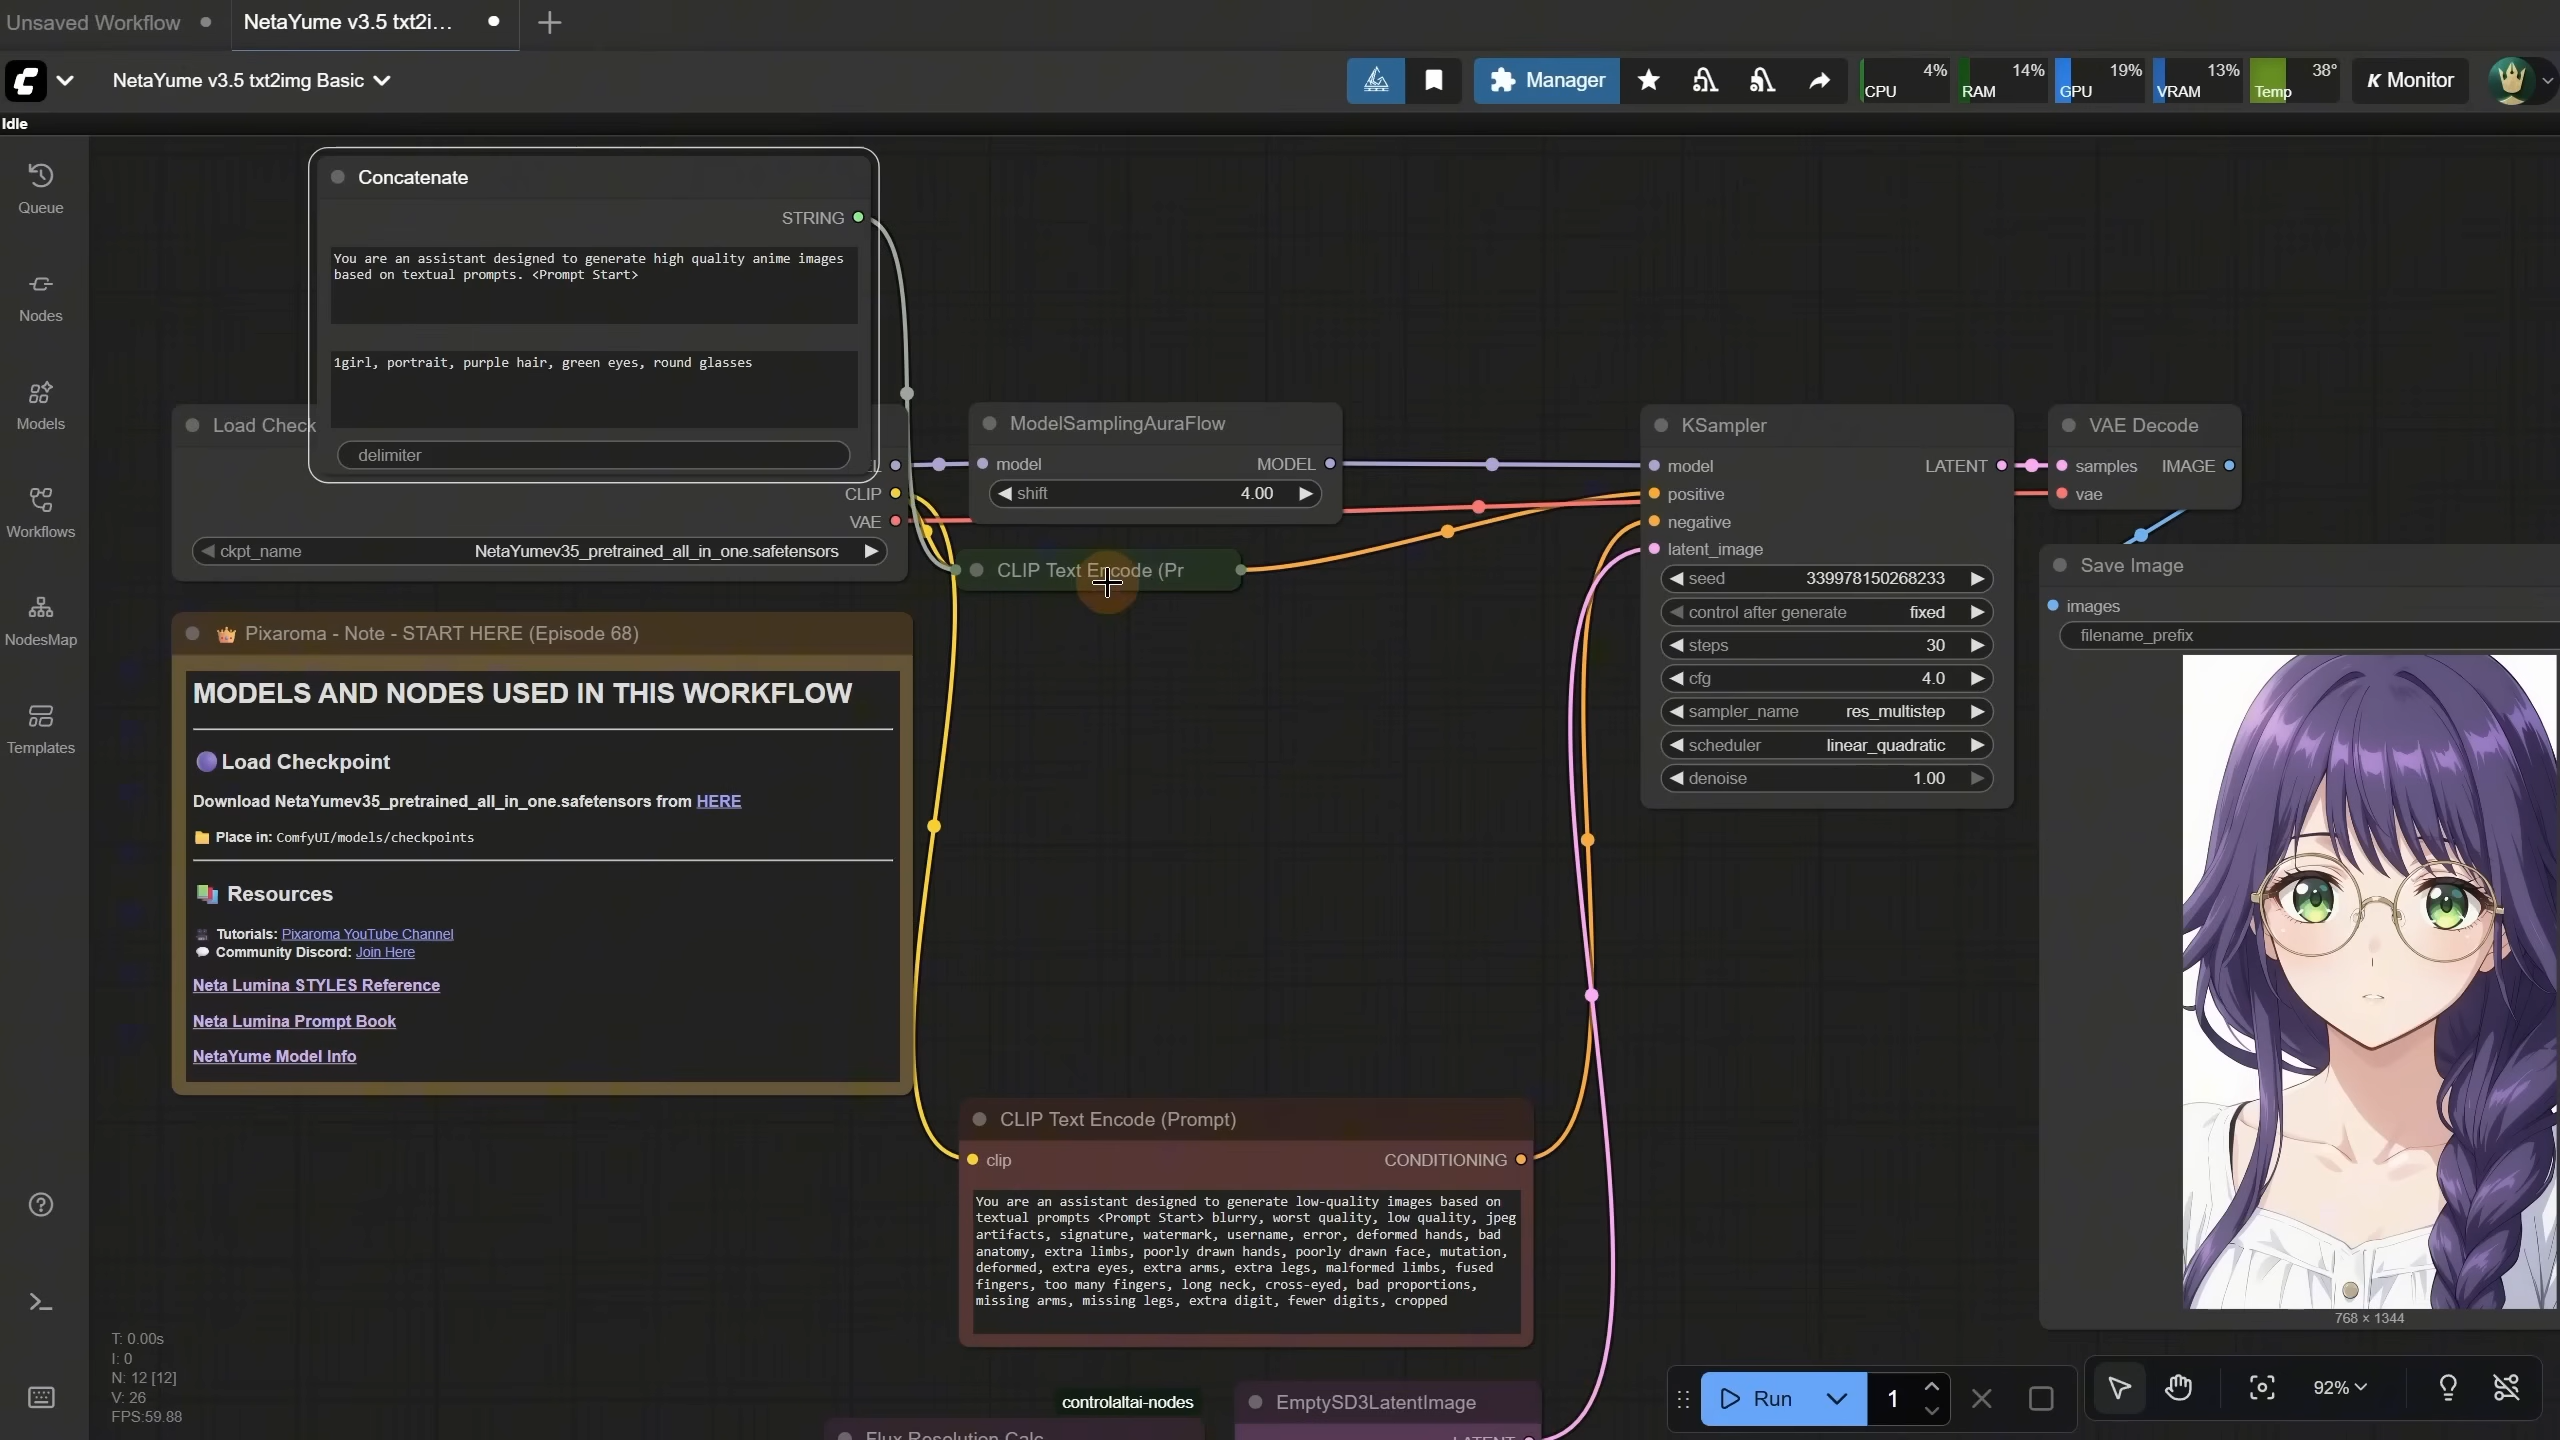 Unsaved Workflow
NetaYume v3.5 txt2i...
NetaYume v3.5 txt2img Basic
Manager
CPU 4%
RAM 14%
GPU 19%
VRAM 13%
Temp 38°
K Monitor
Idle
Queue
Nodes
Models
Workflows
NodesMap
Templates
Concatenate
STRING
You are an assistant designed to generate high quality anime images
based on textual prompts. <Prompt Start>
1girl, portrait, purple hair, green eyes, round glasses
delimiter
Load Check
CLIP
VAE
ckpt_name NetaYumev35_pretrained_all_in_one.safetensors
ModelSamplingAuraFlow
model MODEL
shift 4.00
CLIP Text Encode (Pr
KSampler
model LATENT
positive
negative
latent_image
seed 339978150268233
control after generate fixed
steps 30
cfg 4.0
sampler_name res_multistep
scheduler linear_quadratic
denoise 1.00
VAE Decode
samples IMAGE
vae
Save Image
images
filename_prefix
768 x 1344
Pixaroma - Note - START HERE (Episode 68)
MODELS AND NODES USED IN THIS WORKFLOW
Load Checkpoint
Download NetaYumev35_pretrained_all_in_one.safetensors from HERE
Place in: ComfyUI/models/checkpoints
Resources
Tutorials: Pixaroma YouTube Channel
Community Discord: Join Here
Neta Lumina STYLES Reference
Neta Lumina Prompt Book
NetaYume Model Info
CLIP Text Encode (Prompt)
clip CONDITIONING
You are an assistant designed to generate low-quality images based on
textual prompts <Prompt Start> blurry, worst quality, low quality, jpeg
artifacts, signature, watermark, username, error, deformed hands, bad
anatomy, extra limbs, poorly drawn hands, poorly drawn face, mutation,
deformed, extra eyes, extra arms, extra legs, malformed limbs, fused
fingers, too many fingers, long neck, cross-eyed, bad proportions,
missing arms, missing legs, extra digit, fewer digits, cropped
controlaltai-nodes
Flux Resolution Calc
EmptySD3LatentImage
LATENT
T: 0.00s
I: 0
N: 12 [12]
V: 26
FPS:59.88
Run
1
92%